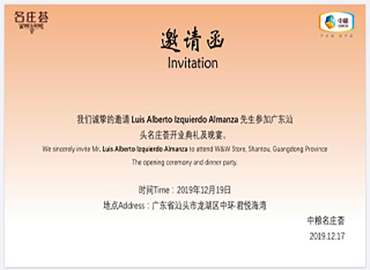 名庄荟
WINE & WINE
中粮
COFCO
邀请函
Invitation
我们诚挚的邀请 Luis Alberto Izquierdo Almanza 先生参加广东汕
头名庄荟开业典礼及晚宴。
We sincerely invite Mr. Luis Alberto Izquierdo Almanza to attend W&W Store, Shantou, Guangdong Province
The opening ceremony and dinner party.
时间Time:2019年12月19日
地点Address:广东省汕头市龙湖区中环·君悦海湾
中粮名庄荟
2019.12.17